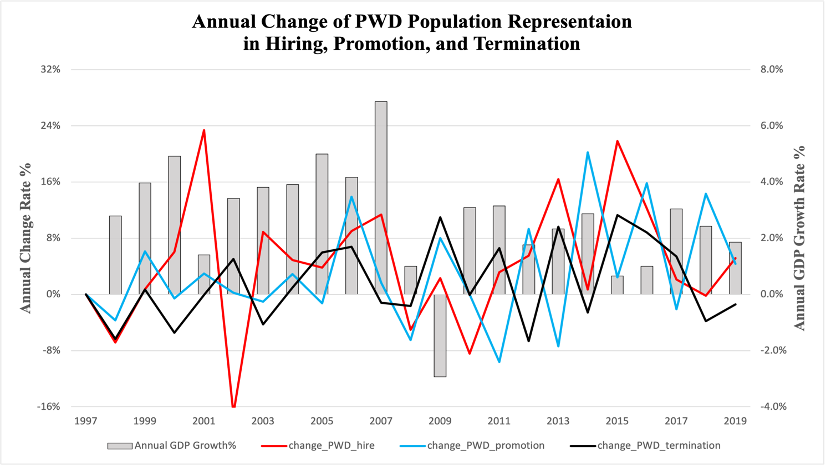 Annual Change of PWD Population Representaion
in Hiring, Promotion, and Termination
32%
24%
16%
8%
0%
-8%
-16%
Annual Change Rate %
8.0%
6.0%
4.0%
2.0%
0.0%
-2.0%
-4.0%
Annual GDP Growth Rate %
1997 1999 2001 2003 2005 2007 2009 2011 2013 2015 2017 2019
Annual GDP Growth% change_PWD_hire change_PWD_promotion change_PWD_termination